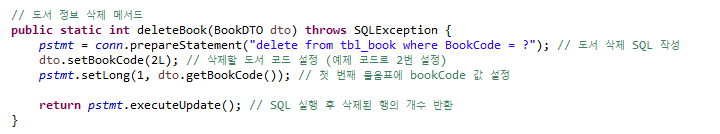 // 도서 정보 삭제 메서드
public static int deleteBook(BookDTO dto) throws SQLException {
pstmt = conn.prepareStatement("delete from tbl_book where BookCode = ?"); // 도서 삭제 SQL 작성
dto.setBookCode(2L); // 삭제할 도서 코드 설정 (예제 코드로 2번 설정)
pstmt.setLong(1, dto.getBookCode()); // 첫 번째 물음표에 bookCode 값 설정
return pstmt.executeUpdate(); // SQL 실행 후 삭제된 행의 개수 반환
}